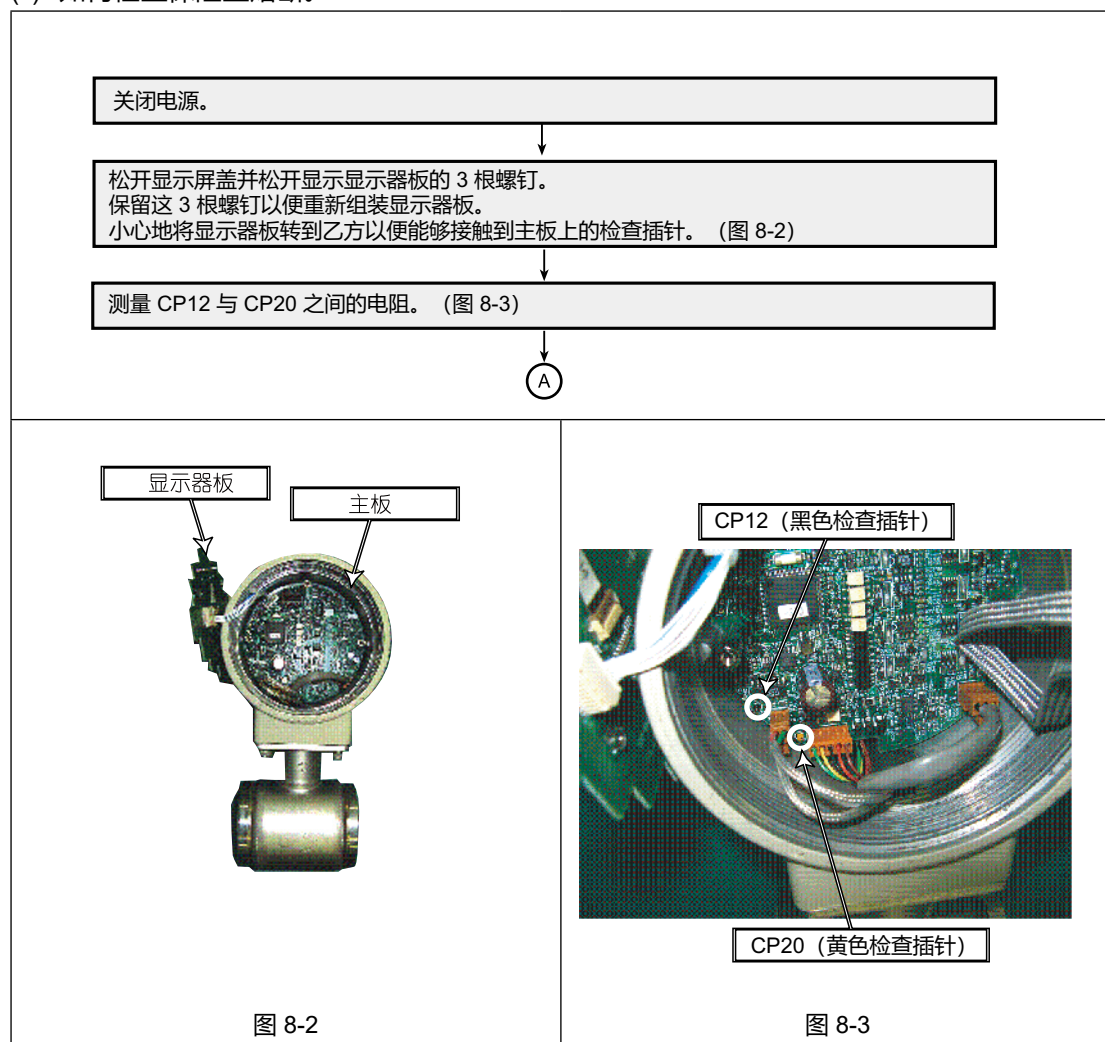 关闭电源。
松开显示屏盖并松开显示显示器板的 3 根螺钉。
保留这 3 根螺钉以便重新组装显示器板。
小心地将显示器板转到乙方以便能够接触到主板上的检查插针。（图 8-2）
测量 CP12 与 CP20 之间的电阻。（图 8-3）
A
显示器板
主板
CP12（黑色检查插针）
CP20（黄色检查插针）
图 8-2
图 8-3